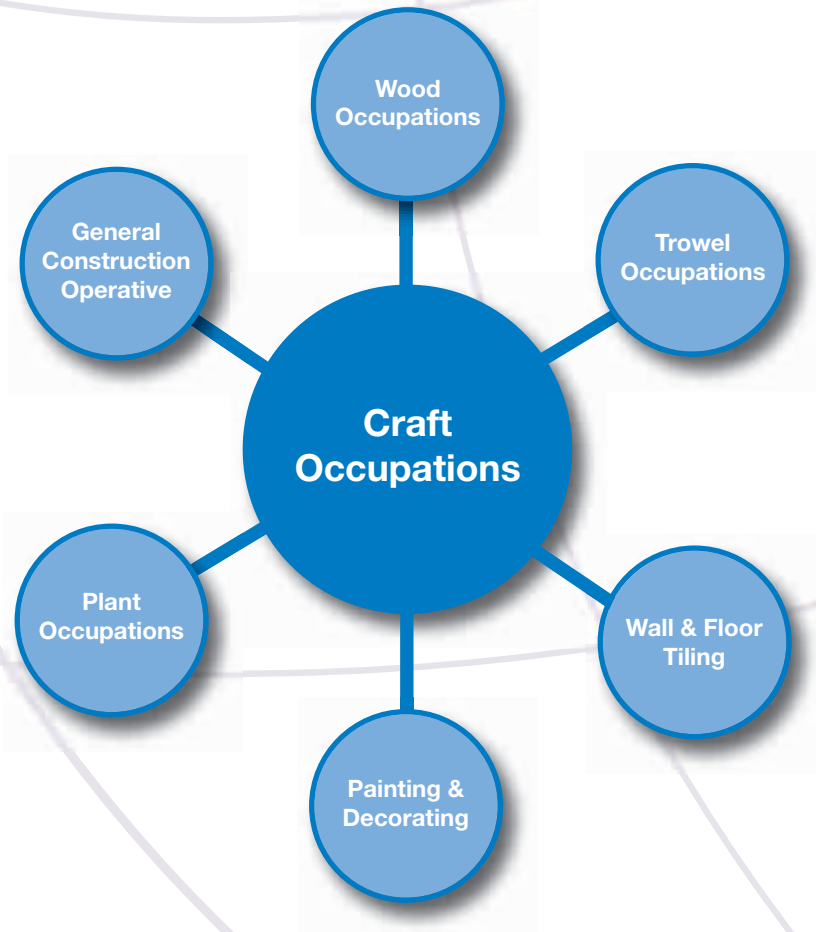 Wood
Occupations
General
Construction
Operative
Trowel
Occupations
Craft
Occupations
Plant
Occupations
Wall & Floor
Tiling
Painting &
Decorating